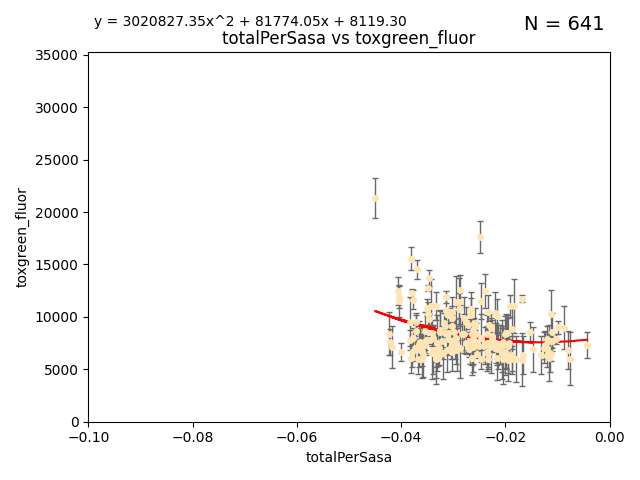 y = 3020827.35x^2 + 81774.05x + 8119.30
N = 641
totalPerSasa vs toxgreen_fluor
35000
30000
25000
20000
15000
10000
5000
0
toxgreen_fluor
−0.10
−0.08
−0.06
−0.04
−0.02
0.00
totalPerSasa